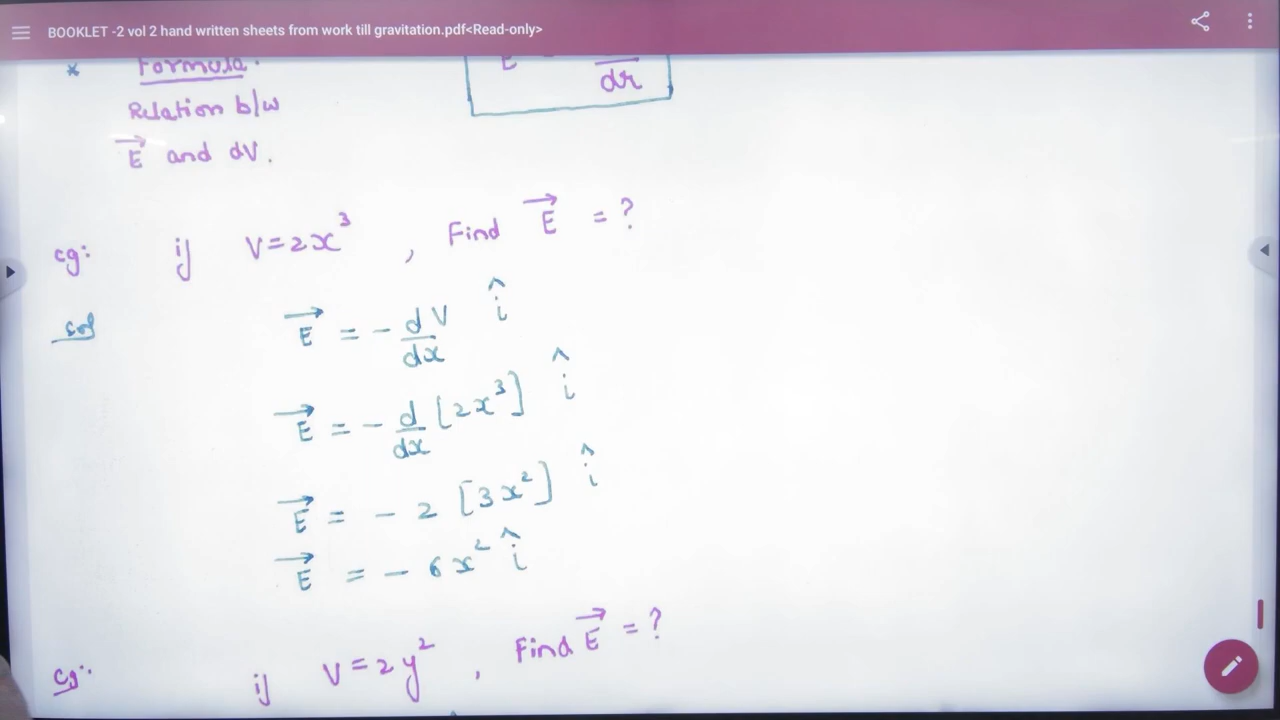 BOOKLET -2 vol 2 hand written sheets from work till gravitation.pdf<Read-only>
* Formula.
E dr
Relation b/w
E⃗ and dV.
eg: if V=2x³, Find E⃗ = ?
sol
E⃗ = - dV/dx î
E⃗ = - d/dx [2x³] î
E⃗ = - 2 [3x²] î
E⃗ = - 6x² î
eg: if V=2y², Find E⃗ = ?